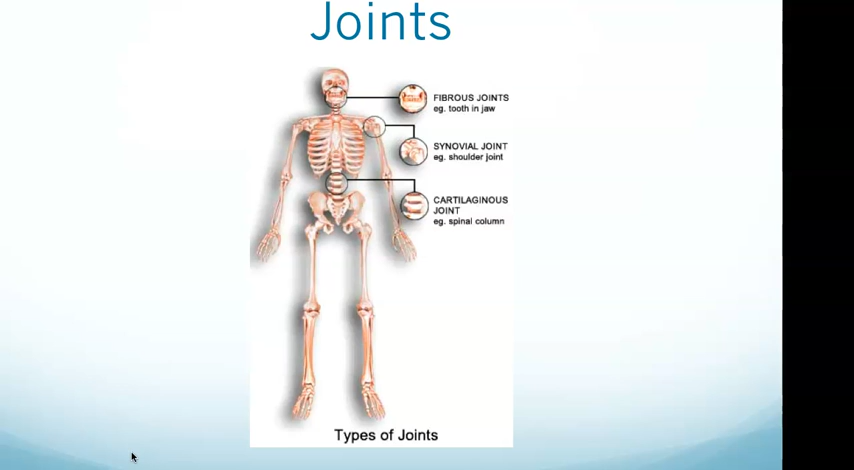 Joints
FIBROUS JOINTS
eg. tooth in jaw
SYNOVIAL JOINT
eg. shoulder joint
CARTILAGINOUS
JOINT
eg. spinal column
Types of Joints